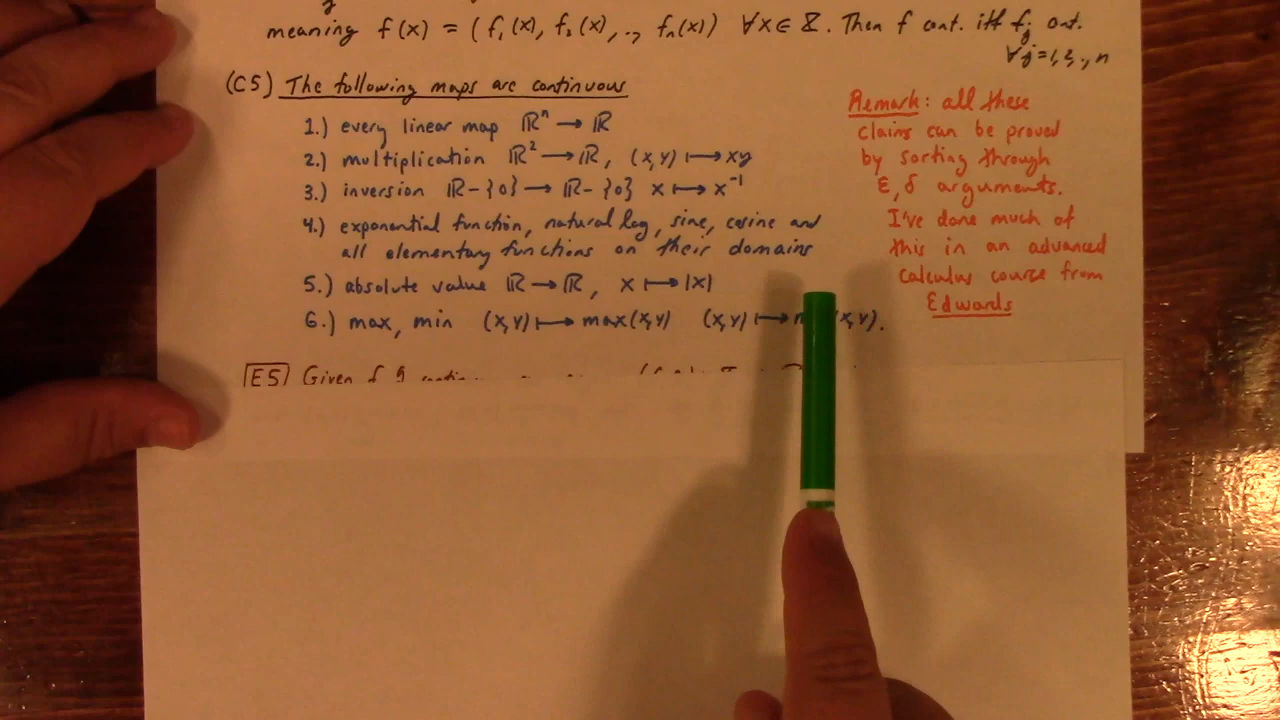 meaning f(x) = (f₁(x), f₂(x), .., fₙ(x)) ∀x∈ Z. Then f cont. iff fⱼ cont.
∀j=1,2,..,n
(C5) The following maps are continuous
1.) every linear map ℝⁿ → ℝ
2.) multiplication ℝ² → ℝ, (x,y) ↦ xy
3.) inversion ℝ-{0} → ℝ-{0} x ↦ x⁻¹
4.) exponential function, natural log, sine, cosine and
all elementary functions on their domains
5.) absolute value ℝ → ℝ, x ↦ |x|
6.) max, min (x,y) ↦ max(x,y) (x,y) ↦ (x,y).
Remark: all these
claims can be proved
by sorting through
ε, δ arguments.
I've done much of
this in an advanced
calculus course from
Edwards
E5 Given f, g